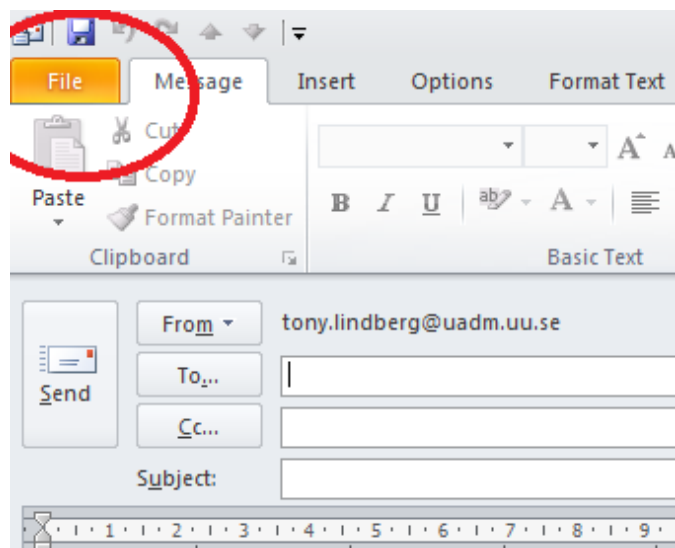 File Message Insert Options Format Text
Cut
Copy
Paste
Format Painter
B I U ab A A A
Clipboard Basic Text
From tony.lindberg@uadm.uu.se
To...
Send
Cc...
Subject:
1 2 3 4 5 6 7 8 9